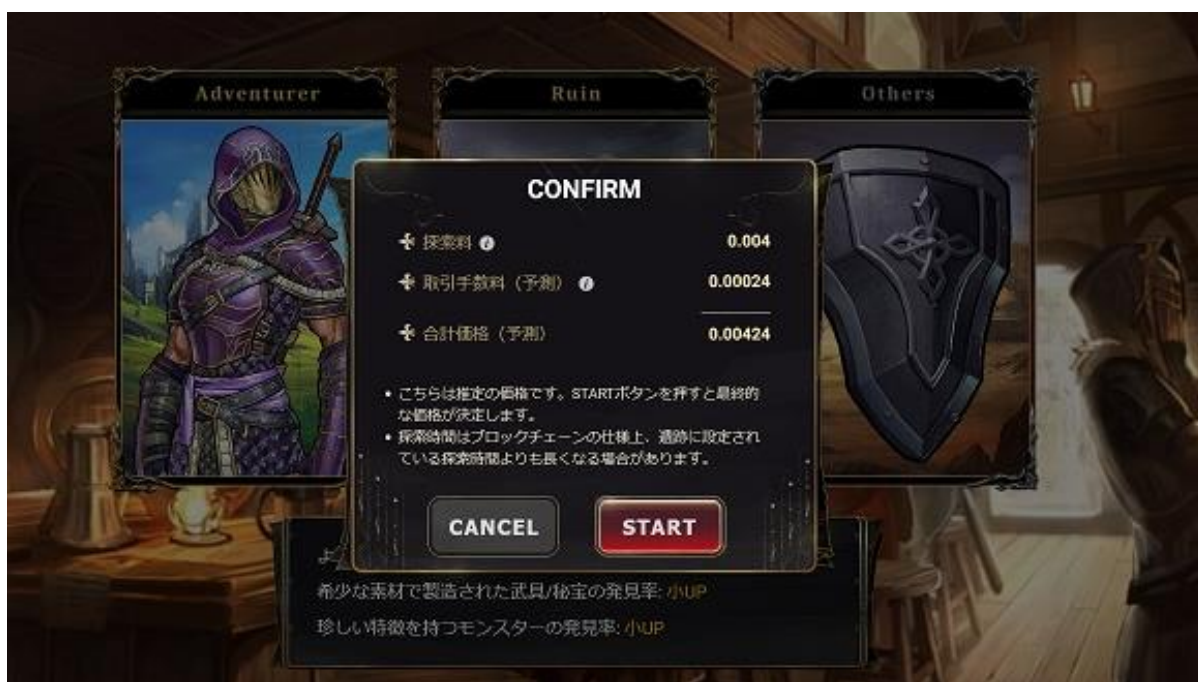 Adventurer
Ruin
Others
CONFIRM
探索料
0.004
取引手数料（予測）
0.00024
合計価格（予測）
0.00424
• こちらは推定の価格です。STARTボタンを押すと最終的
な価格が決定します。
• 探索時間はブロックチェーンの仕様上、遺跡に設定され
ている探索時間よりも長くなる場合があります。
CANCEL
START
希少な素材で製造された武具/秘宝の発見率: 小UP
珍しい特徴を持つモンスターの発見率: 小UP